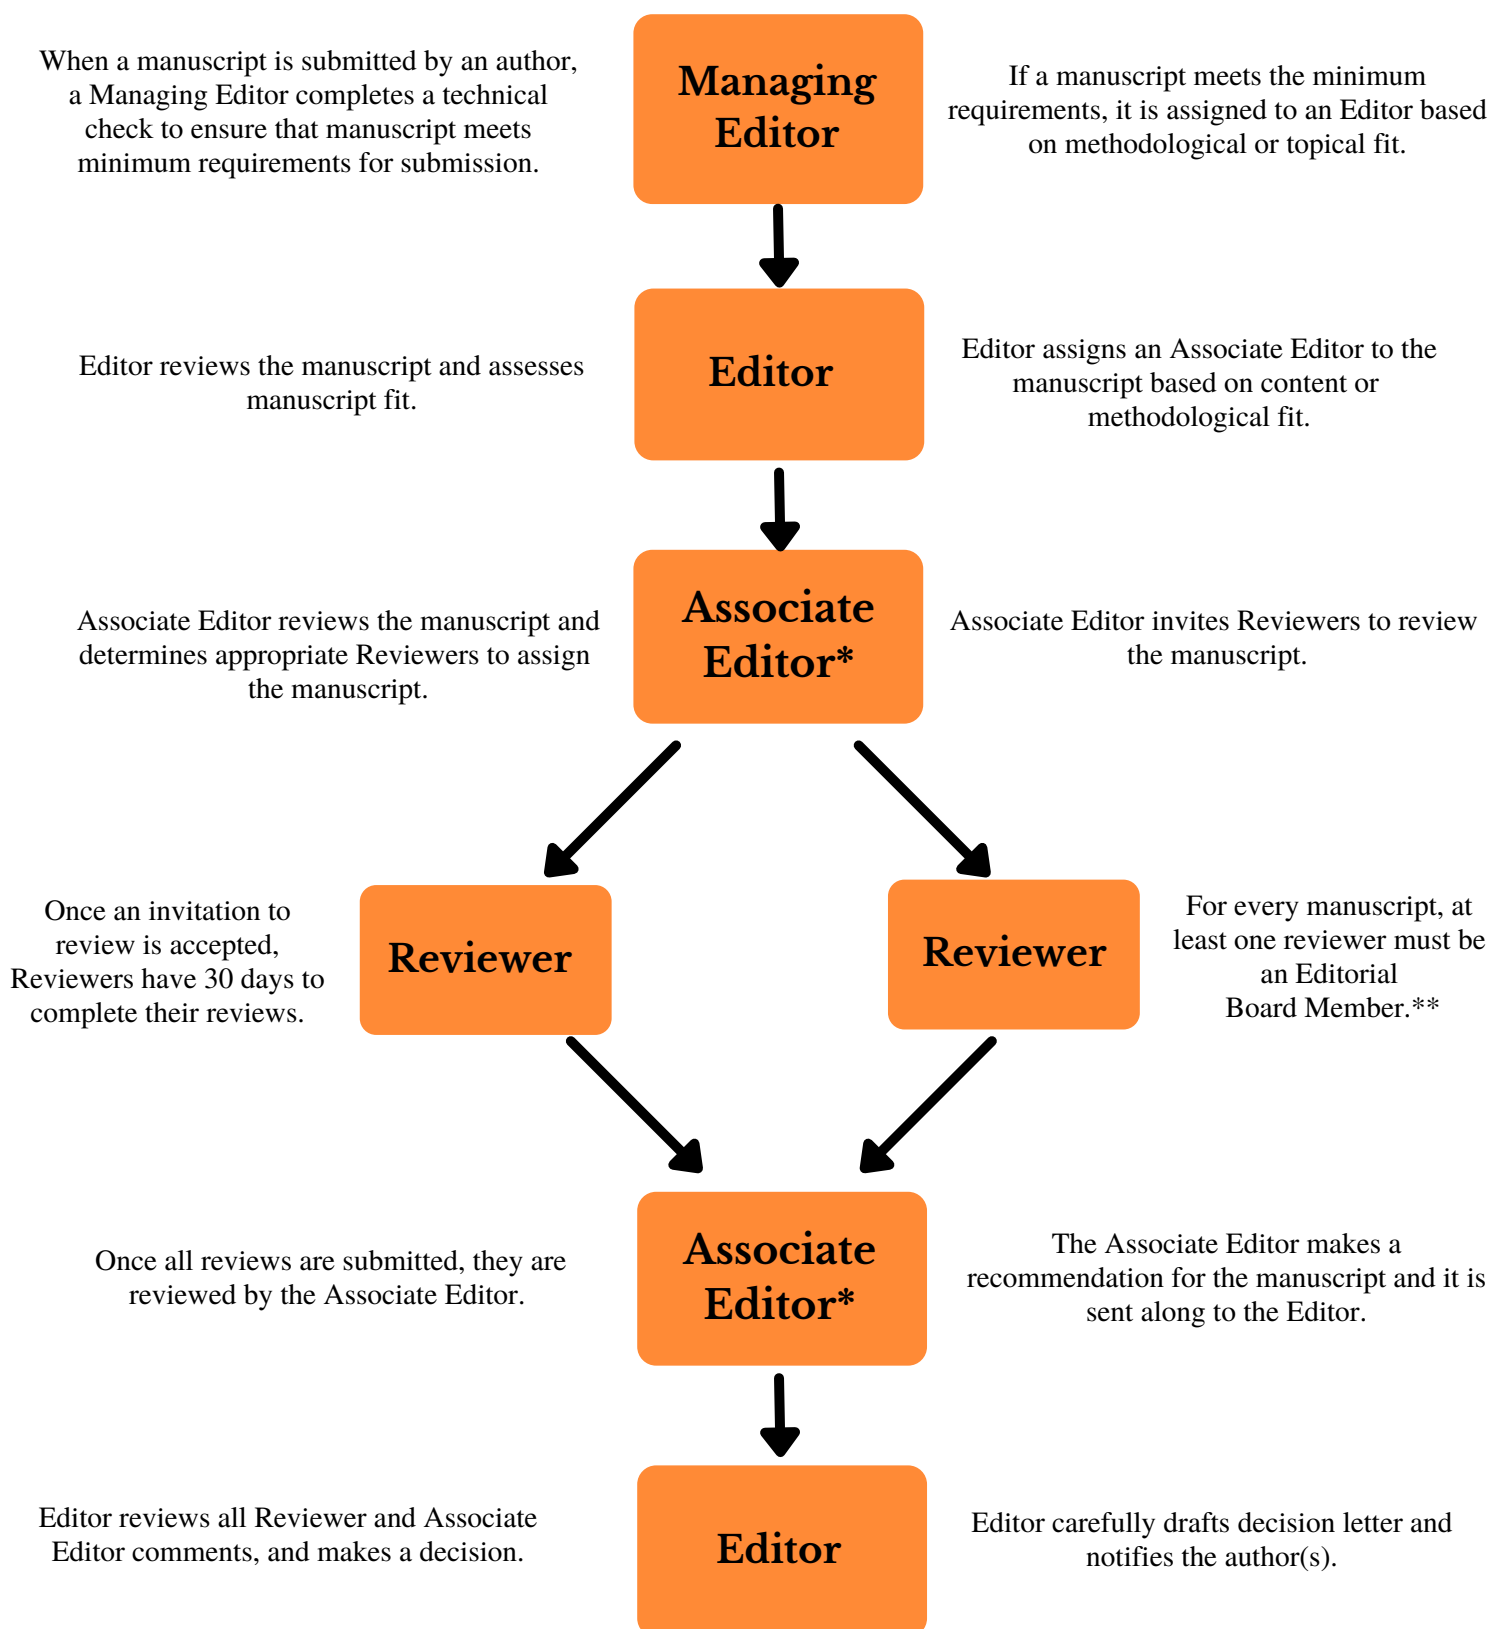 When a manuscript is submitted by an author,
a Managing Editor completes a technical
check to ensure that manuscript meets
minimum requirements for submission.
Managing
Editor
If a manuscript meets the minimum
requirements, it is assigned to an Editor based
on methodological or topical fit.
Editor reviews the manuscript and assesses
manuscript fit.
Editor
Editor assigns an Associate Editor to the
manuscript based on content or
methodological fit.
Associate Editor reviews the manuscript and
determines appropriate Reviewers to assign
the manuscript.
Associate
Editor*
Associate Editor invites Reviewers to review
the manuscript.
Once an invitation to
review is accepted,
Reviewers have 30 days to
complete their reviews.
Reviewer
Reviewer
For every manuscript, at
least one reviewer must be
an Editorial
Board Member.**
Once all reviews are submitted, they are
reviewed by the Associate Editor.
Associate
Editor*
The Associate Editor makes a
recommendation for the manuscript and it is
sent along to the Editor.
Editor reviews all Reviewer and Associate
Editor comments, and makes a decision.
Editor
Editor carefully drafts decision letter and
notifies the author(s).